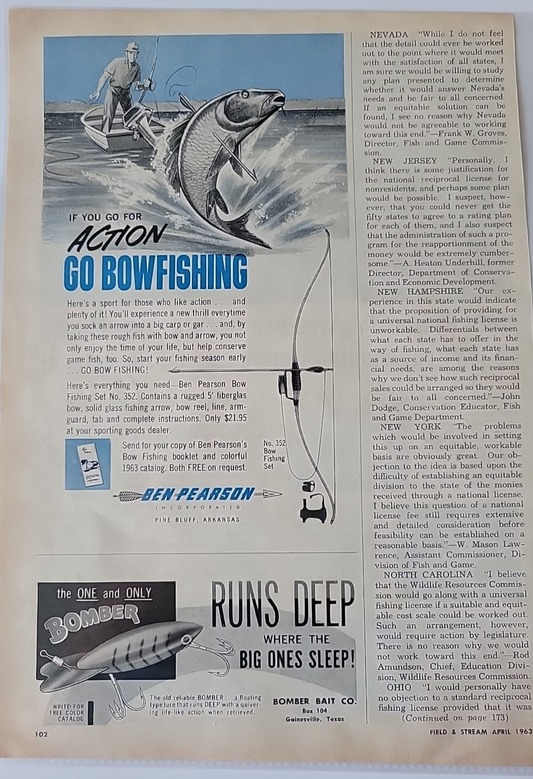 IF YOU GO FOR
ACTION
GO BOWFISHING
Here's a sport for those who like action . . . and
plenty of it! You'll experience a new thrill everytime
you sock an arrow into a big carp or gar . . . and, by
taking these rough fish with bow and arrow, you not
only enjoy the time of your life, but help conserve
game fish, too. So, start your fishing season early
. . . GO BOW FISHING!
Here's everything you need—Ben Pearson Bow
Fishing Set No. 352. Contains a rugged 5' fiberglas
bow, solid glass fishing arrow, bow reel, line, arm-
guard, tab and complete instructions. Only $21.95
at your sporting goods dealer.
Send for your copy of Ben Pearson's
Bow Fishing booklet and colorful
1963 catalog. Both FREE on request.
No. 352
Bow
Fishing
Set
BEN PEARSON
INCORPORATED
PINE BLUFF, ARKANSAS
the ONE and ONLY
BOMBER
RUNS DEEP
WHERE THE
BIG ONES SLEEP!
WRITE FOR
FREE COLOR
CATALOG
The old reliable BOMBER . . . a floating
type lure that runs DEEP with a quiver-
ing life-like action when retrieved.
BOMBER BAIT CO.
Box 104
Gainesville, Texas
102
NEVADA "While I do not feel
that the detail could ever be worked
out to the point where it would meet
with the satisfaction of all states, I
am sure we would be willing to study
any plan presented to determine
whether it would answer Nevada's
needs and be fair to all concerned.
If an equitable solution can be
found, I see no reason why Nevada
would not be agreeable to working
toward this end."—Frank W. Groves,
Director, Fish and Game Commis-
sion.
NEW JERSEY "Personally, I
think there is some justification for
the national reciprocal license for
nonresidents, and perhaps some plan
would be possible. I suspect, how-
ever, that you could never get the
fifty states to agree to a rating plan
for each of them, and I also suspect
that the administration of such a pro-
gram for the reapportionment of the
money would be extremely cumber-
some."—A. Heaton Underhill, former
Director, Department of Conserva-
tion and Economic Development.
NEW HAMPSHIRE "Our ex-
perience in this state would indicate
that the proposition of providing for
a universal national fishing license is
unworkable. Differentials between
what each state has to offer in the
way of fishing, what each state has
as a source of income and its finan-
cial needs, are among the reasons
why we don't see how such reciprocal
sales could be arranged so they would
be fair to all concerned."—John
Dodge, Conservation Educator, Fish
and Game Department.
NEW YORK "The problems
which would be involved in setting
this up on an equitable, workable
basis are obviously great. Our ob-
jection to the idea is based upon the
difficulty of establishing an equitable
division to the state of the monies
received through a national license.
I believe this question of a national
license fee still requires extensive
and detailed consideration before
feasibility can be established on a
reasonable basis."—W. Mason Law-
rence, Assistant Commissioner, Di-
vision of Fish and Game.
NORTH CAROLINA "I believe
that the Wildlife Resources Commis-
sion would go along with a universal
fishing license if a suitable and equit-
able cost scale could be worked out.
Such an arrangement, however,
would require action by legislature.
There is no reason why we would
not work toward this end."—Rod
Amundson, Chief, Education Divi-
sion, Wildlife Resources Commission.
OHIO "I would personally have
no objection to a standard reciprocal
fishing license provided that it was
(Continued on page 173)
FIELD & STREAM APRIL 1963